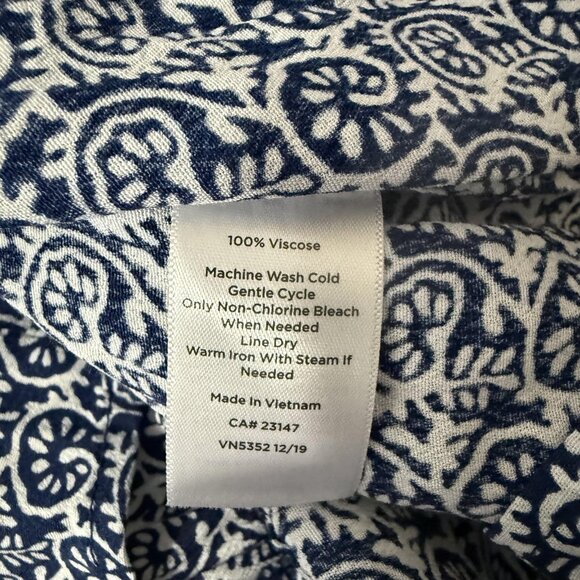 100% Viscose
Machine Wash Cold
Gentle Cycle
Only Non-Chlorine Bleach
When Needed
Line Dry
Warm Iron With Steam If
Needed
Made In Vietnam
CA# 23147
VN5352 12/19